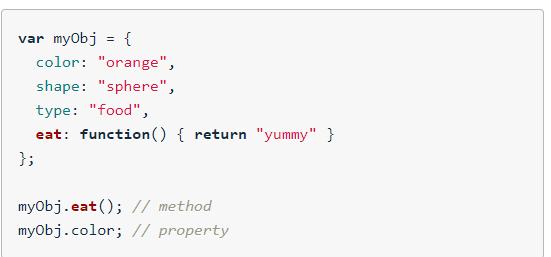 var myObj = {
  color: "orange",
  shape: "sphere",
  type: "food",
  eat: function() { return "yummy" }
};

myObj.eat(); // method
myObj.color; // property